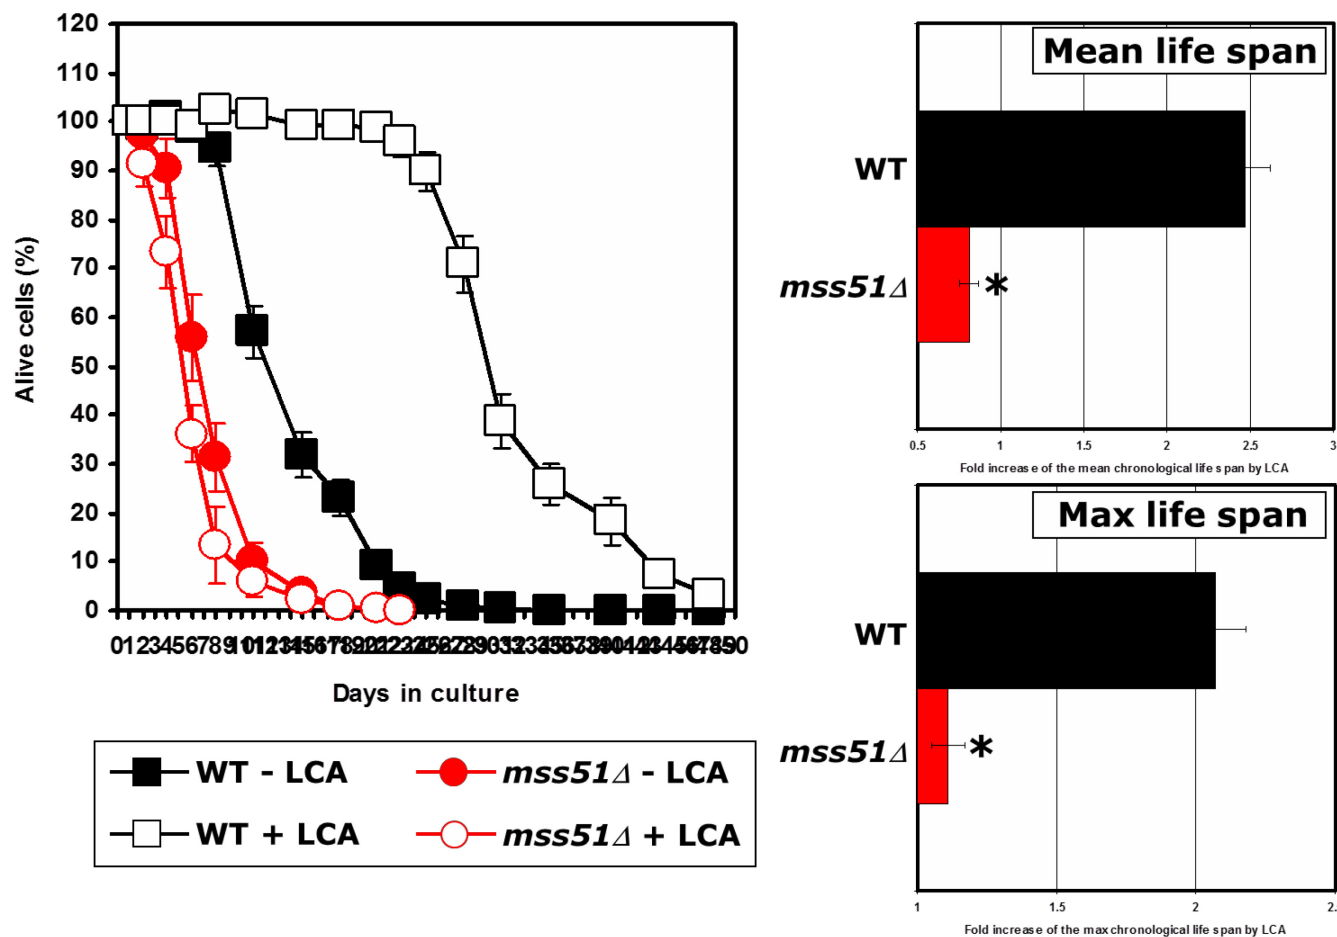 120
110
100
90
80
70
60
50
40
30
20
10
0
Alive cells (%)
Days in culture
WT - LCA
mss51Δ - LCA
WT + LCA
mss51Δ + LCA
Mean life span
WT
mss51Δ
*
0.5 1 1.5 2 2.5 3
Fold increase of the mean chronological life span by LCA
Max life span
WT
mss51Δ
*
1 1.5 2 2.
Fold increase of the max chronological life span by LCA